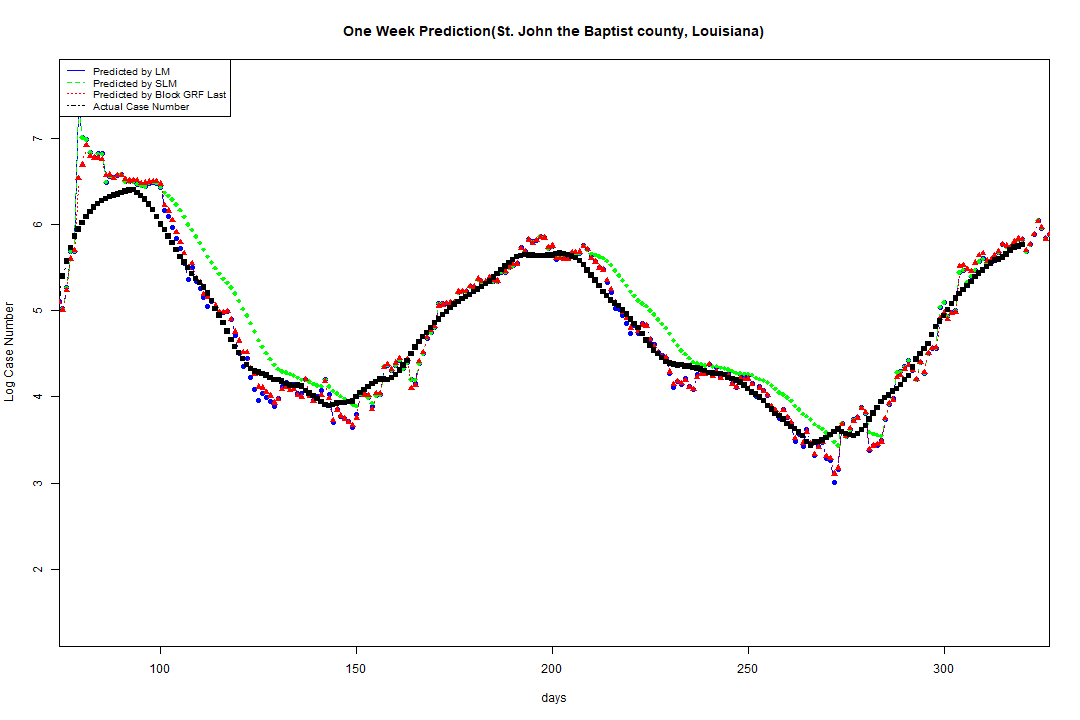 One Week Prediction(St. John the Baptist county, Louisiana)
Predicted by LM
Predicted by SLM
Predicted by Block GRF Last
Actual Case Number
7
6
5
4
3
2
Log Case Number
100
150
200
250
300
days